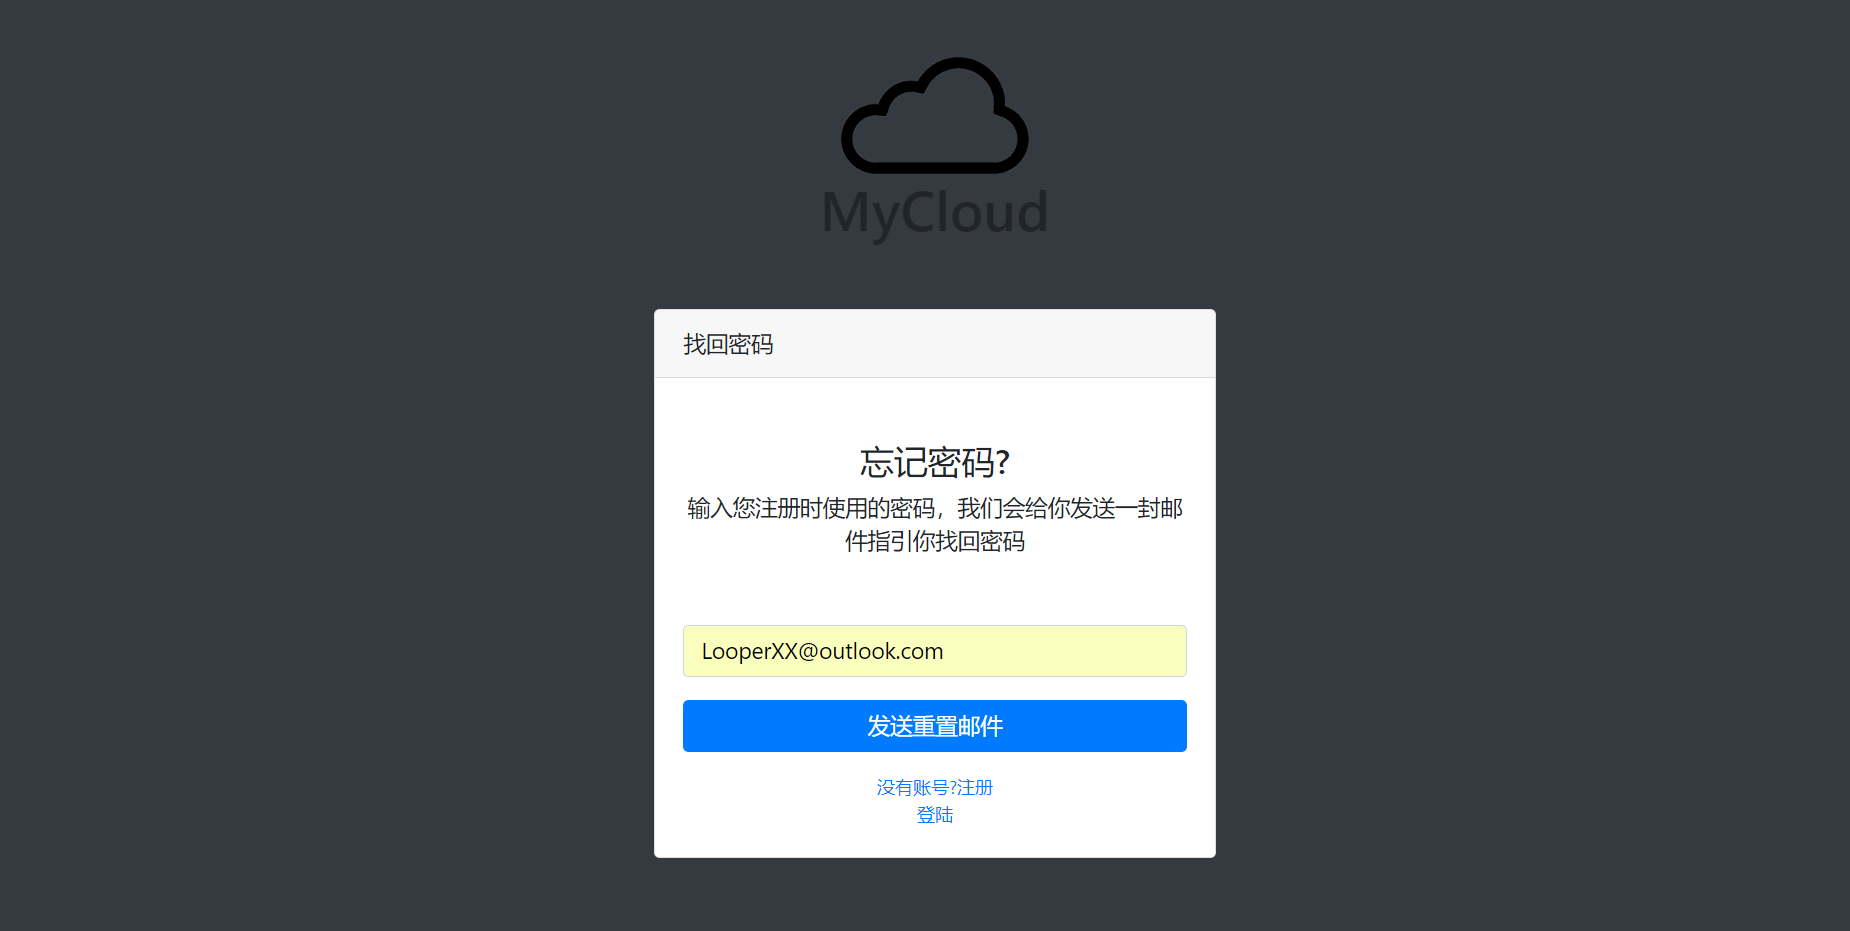 MyCloud
找回密码
忘记密码?
输入您注册时使用的密码，我们会给你发送一封邮
件指引你找回密码
LooperXX@outlook.com
发送重置邮件
没有账号?注册
登陆